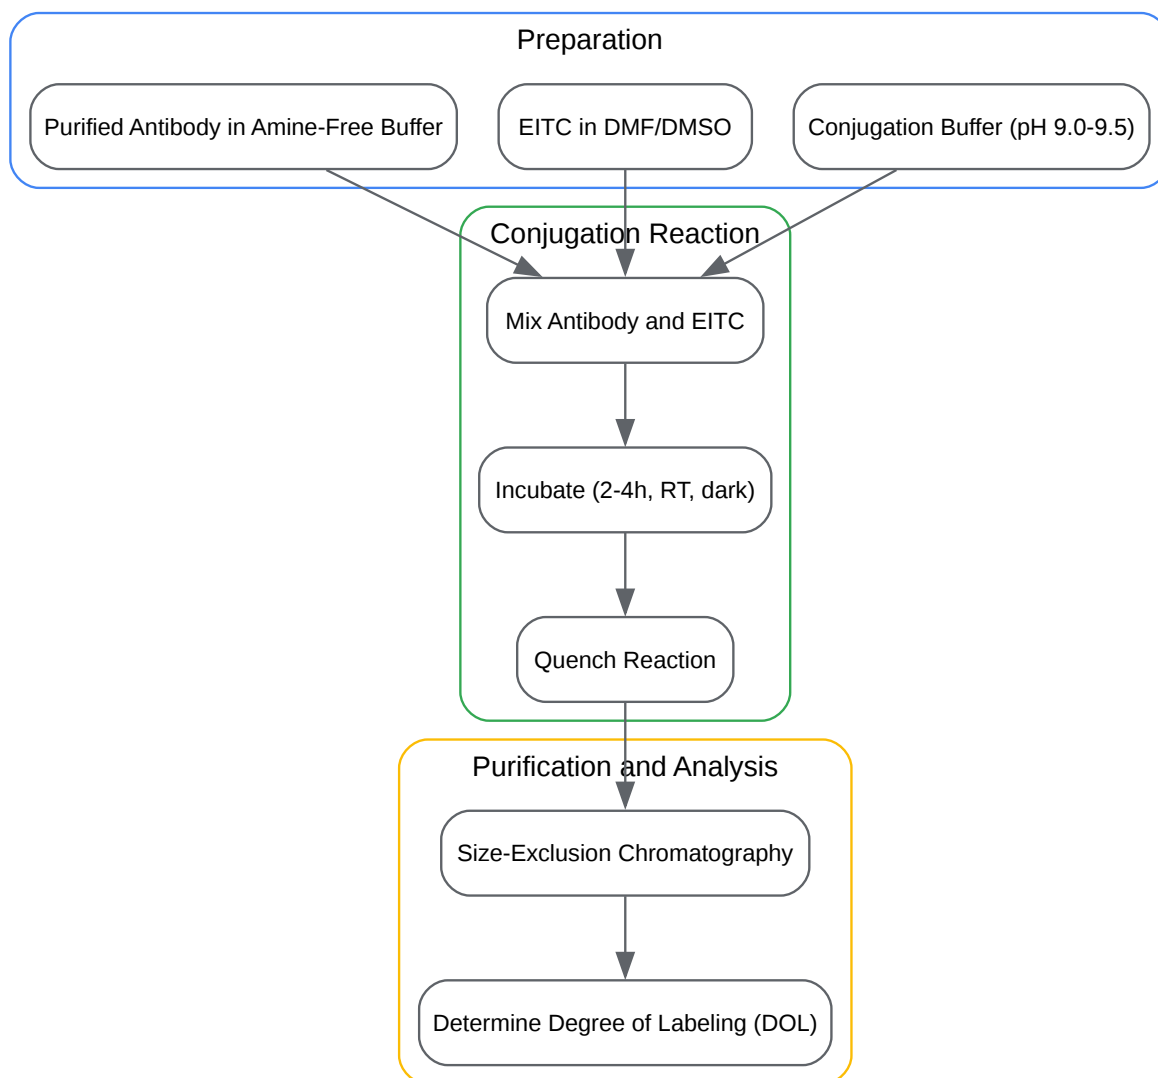 Preparation
Purified Antibody in Amine-Free Buffer
EITC in DMF/DMSO
Conjugation Buffer (pH 9.0-9.5)
Conjugation Reaction
Mix Antibody and EITC
Incubate (2-4h, RT, dark)
Quench Reaction
Purification and Analysis
Size-Exclusion Chromatography
Determine Degree of Labeling (DOL)